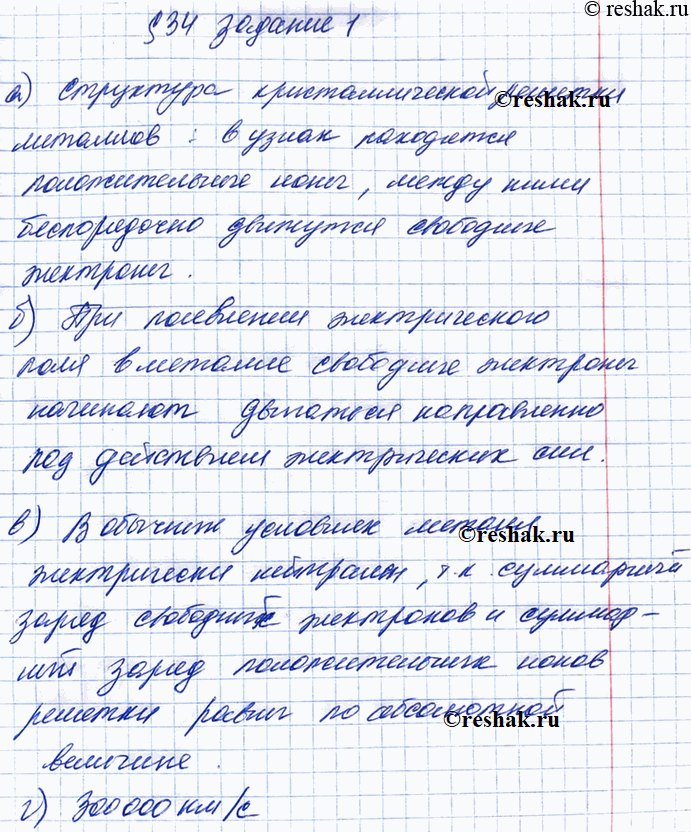 © reshak.ru
§34 задание 1
а) Структура кристаллической решетки
©reshak.ru
металлов : в узлах находятся
положительные ионы, между ними
беспорядочно движутся свободные
электроны.
б) При появлении электрического
поля в металле свободные электроны
начинают двигаться направленно
под действием электрических сил.
в) В обычных условиях металл
©reshak.ru
электрически нейтрален, т.к. суммарный
заряд свободных электронов и суммар-
ный заряд положительных ионов
решетки равны по абсолютной
©reshak.ru
величине.
г) 300000 км/с